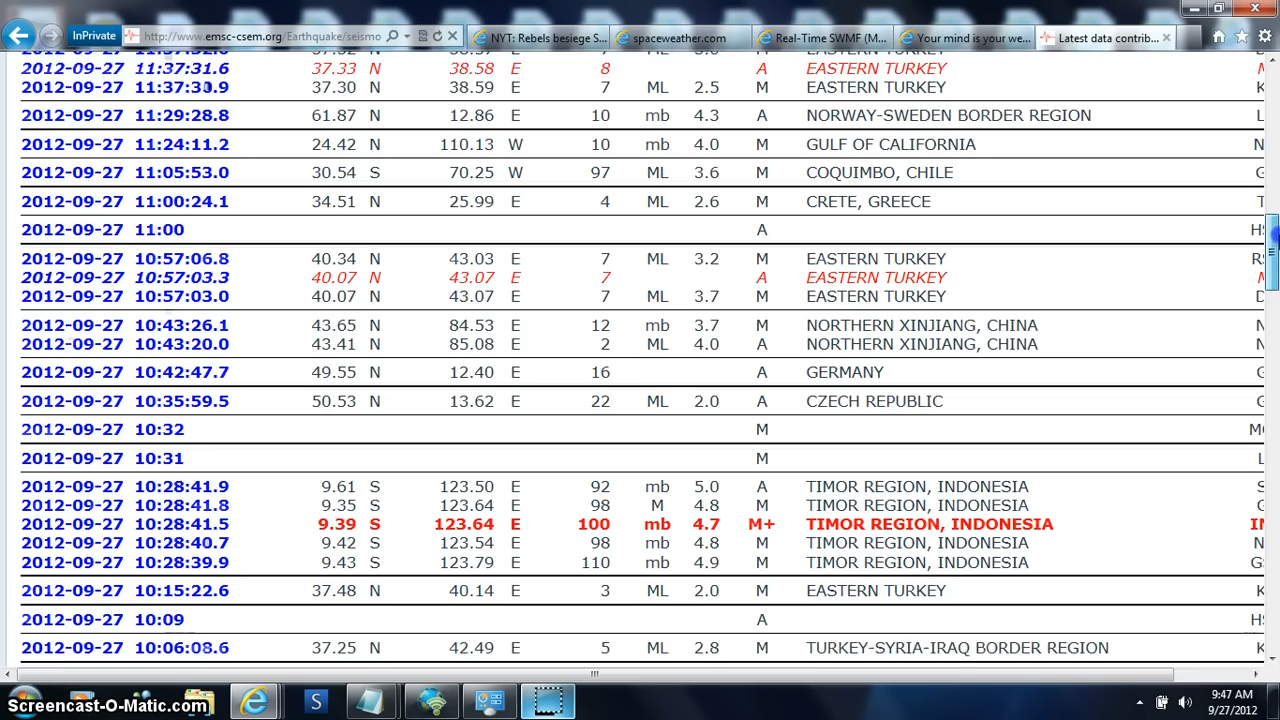 InPrivate http://www.emsc-csem.org/Earthquake/seismo NYT: Rebels besiege S... spaceweather.com Real-Time SWMF (M... Your mind is your we... Latest data contrib...
2012-09-27 11:37:31.6 37.33 N 38.58 E 8 A EASTERN TURKEY
2012-09-27 11:37:30.9 37.30 N 38.59 E 7 ML 2.5 M EASTERN TURKEY K
2012-09-27 11:29:28.8 61.87 N 12.86 E 10 mb 4.3 A NORWAY-SWEDEN BORDER REGION L
2012-09-27 11:24:11.2 24.42 N 110.13 W 10 mb 4.0 M GULF OF CALIFORNIA N
2012-09-27 11:05:53.0 30.54 S 70.25 W 97 ML 3.6 M COQUIMBO, CHILE G
2012-09-27 11:00:24.1 34.51 N 25.99 E 4 ML 2.6 M CRETE, GREECE T
2012-09-27 11:00 A HS
2012-09-27 10:57:06.8 40.34 N 43.03 E 7 ML 3.2 M EASTERN TURKEY RS
2012-09-27 10:57:03.3 40.07 N 43.07 E 7 A EASTERN TURKEY
2012-09-27 10:57:03.0 40.07 N 43.07 E 7 ML 3.7 M EASTERN TURKEY D
2012-09-27 10:43:26.1 43.65 N 84.53 E 12 mb 3.7 M NORTHERN XINJIANG, CHINA N
2012-09-27 10:43:20.0 43.41 N 85.08 E 2 ML 4.0 A NORTHERN XINJIANG, CHINA N
2012-09-27 10:42:47.7 49.55 N 12.40 E 16 A GERMANY G
2012-09-27 10:35:59.5 50.53 N 13.62 E 22 ML 2.0 A CZECH REPUBLIC G
2012-09-27 10:32 M
2012-09-27 10:31 M L
2012-09-27 10:28:41.9 9.61 S 123.50 E 92 mb 5.0 A TIMOR REGION, INDONESIA S
2012-09-27 10:28:41.8 9.35 S 123.64 E 98 M 4.8 M TIMOR REGION, INDONESIA G
2012-09-27 10:28:41.5 9.39 S 123.64 E 100 mb 4.7 M+ TIMOR REGION, INDONESIA IN
2012-09-27 10:28:40.7 9.42 S 123.54 E 98 mb 4.8 M TIMOR REGION, INDONESIA N
2012-09-27 10:28:39.9 9.43 S 123.79 E 110 mb 4.9 M TIMOR REGION, INDONESIA GS
2012-09-27 10:15:22.6 37.48 N 40.14 E 3 ML 2.0 M EASTERN TURKEY K
2012-09-27 10:09 A HS
2012-09-27 10:06:08.6 37.25 N 42.49 E 5 ML 2.8 M TURKEY-SYRIA-IRAQ BORDER REGION K
Screencast-O-Matic.com
9:47 AM
9/27/2012